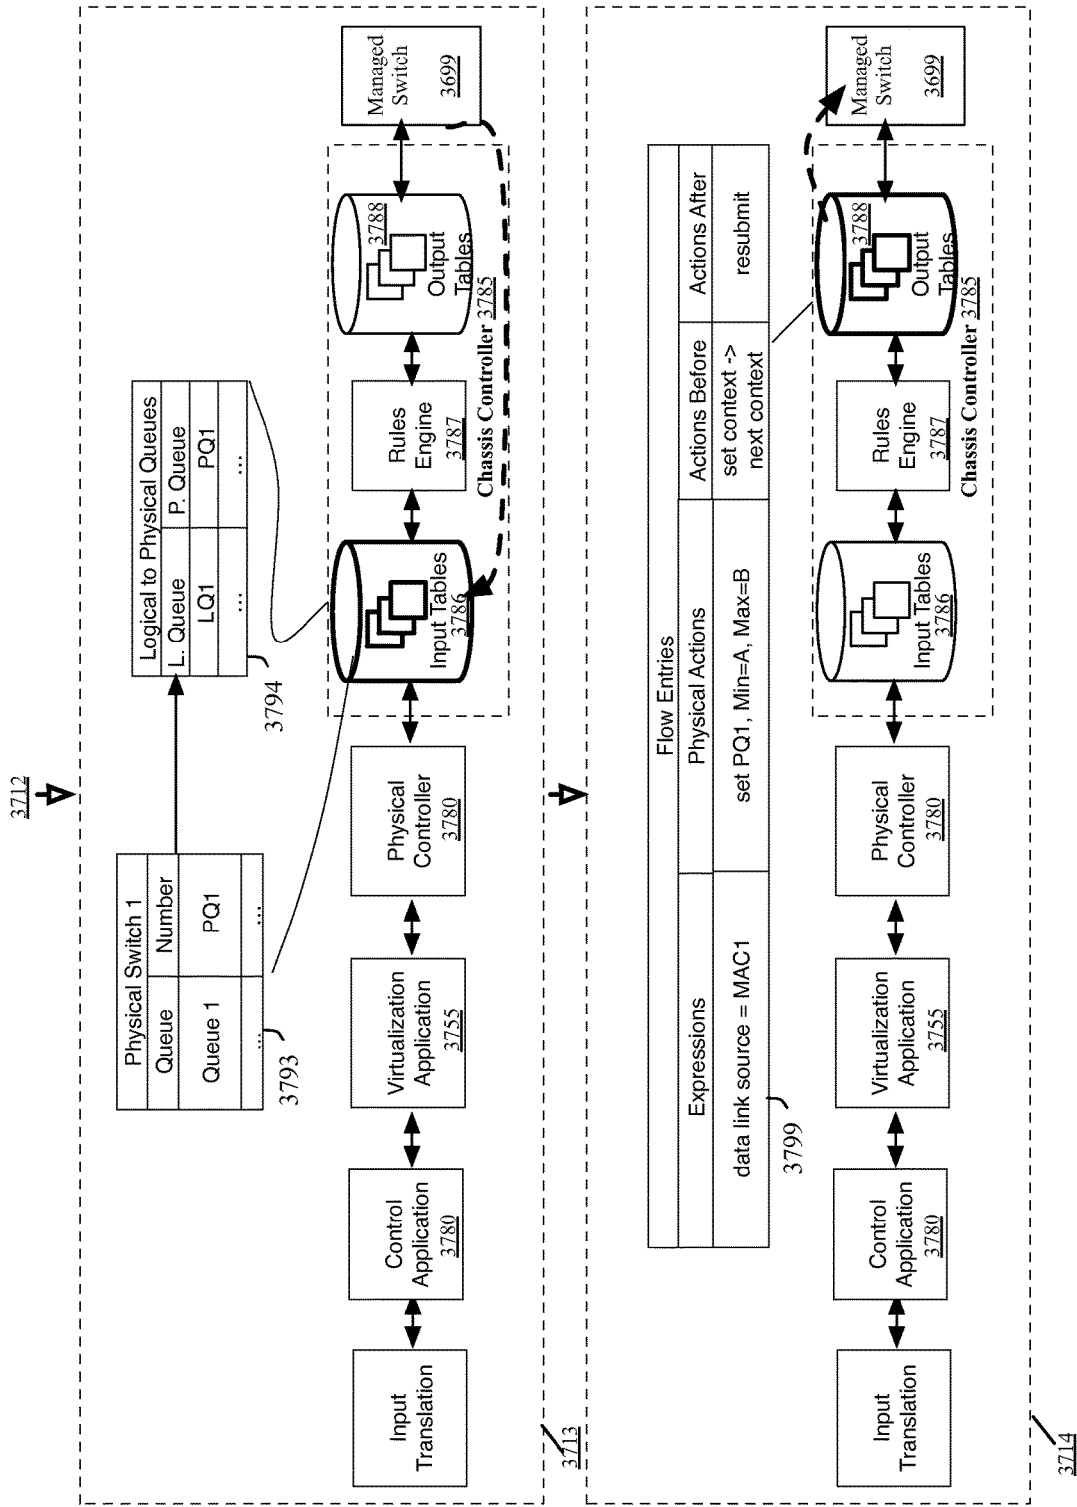 3712
Physical Switch 1
Queue
Number
Queue 1
PQ1
...
...
3793
Logical to Physical Queues
L. Queue
P. Queue
LQ1
PQ1
...
...
3794
Input
Translation
Control
Application
3780
Virtualization
Application
3755
Physical
Controller
3780
Input Tables
3786
Rules
Engine
3787
Chassis Controller 3785
3788
Output
Tables
Managed
Switch
3699
3713
Flow Entries
Expressions
Physical Actions
Actions Before
Actions After
data link source = MAC1
set PQ1, Min=A, Max=B
set context ->
next context
resubmit
3799
Input
Translation
Control
Application
3780
Virtualization
Application
3755
Physical
Controller
3780
Input Tables
3786
Rules
Engine
3787
Chassis Controller 3785
3788
Output
Tables
Managed
Switch
3699
3714